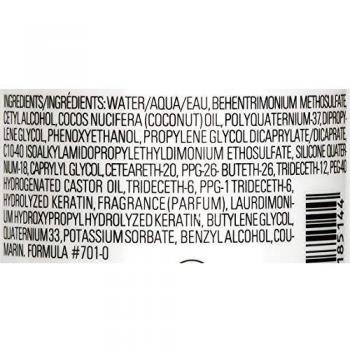 INGREDIENTS/INGRÉDIENTS: WATER/AQUA/EAU, BEHENTRIMONIUM METHOSULFATE,
CETYL ALCOHOL, COCOS NUCIFERA (COCONUT) OIL, POLYQUATERNIUM-37, DIPROPY-
LENE GLYCOL, PHENOXYETHANOL, PROPYLENE GLYCOL DICAPRYLATE/DICAPRATE,
C10-40 ISOALKYLAMIDOPROPYLETHYLDIMONIUM ETHOSULFATE, SILICONE QUATER-
NIUM-18, CAPRYLYL GLYCOL, CETEARETH-20, PPG-26- BUTETH-26, TRIDECETH-12, PEG-40
HYDROGENATED CASTOR OIL, TRIDECETH-6, PPG-1 TRIDECETH-6,
HYDROLYZED KERATIN, FRAGRANCE (PARFUM), LAURDIMONI-
UM HYDROXYPROPYL HYDROLYZED KERATIN, BUTYLENE GLYCOL,
QUATERNIUM 33, POTASSIUM SORBATE, BENZYL ALCOHOL, COU-
MARIN. FORMULA #701-0
185144